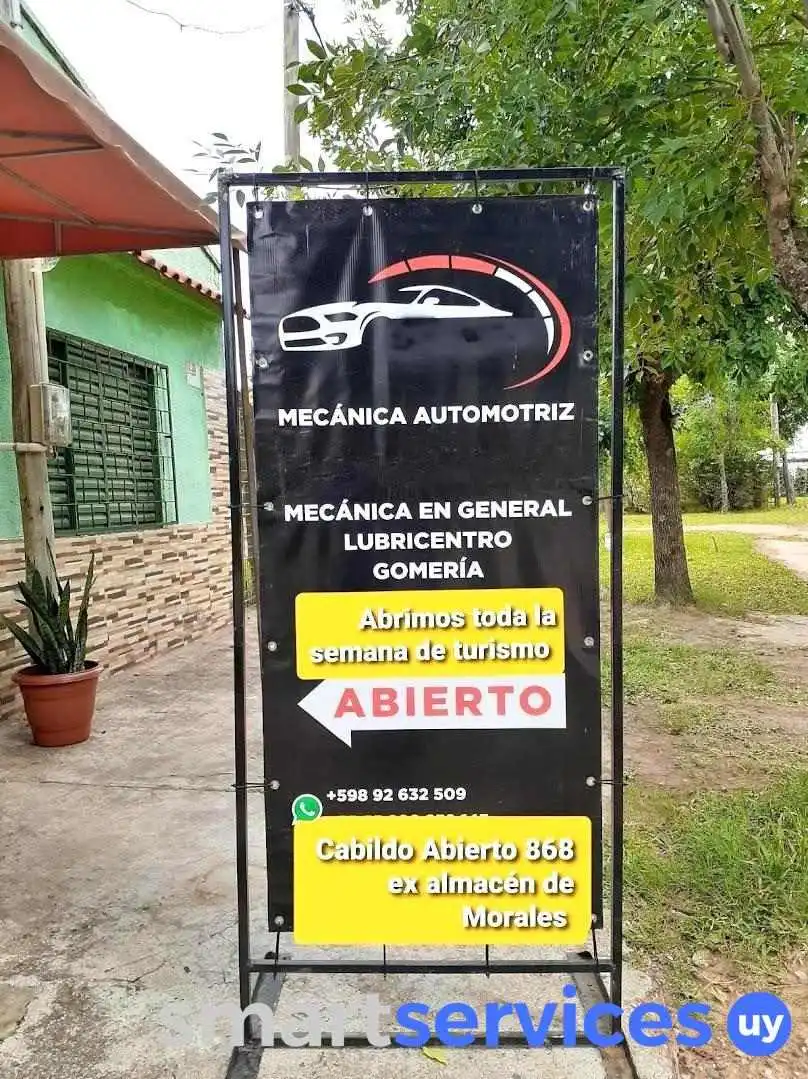 MECÁNICA AUTOMOTRIZ
MECÁNICA EN GENERAL
LUBRICENTRO
GOMERÍA
Abrimos toda la
semana de turismo
ABIERTO
+598 92 632 509
Cabildo Abierto 868
ex almacén de
Morales
smartservices uy